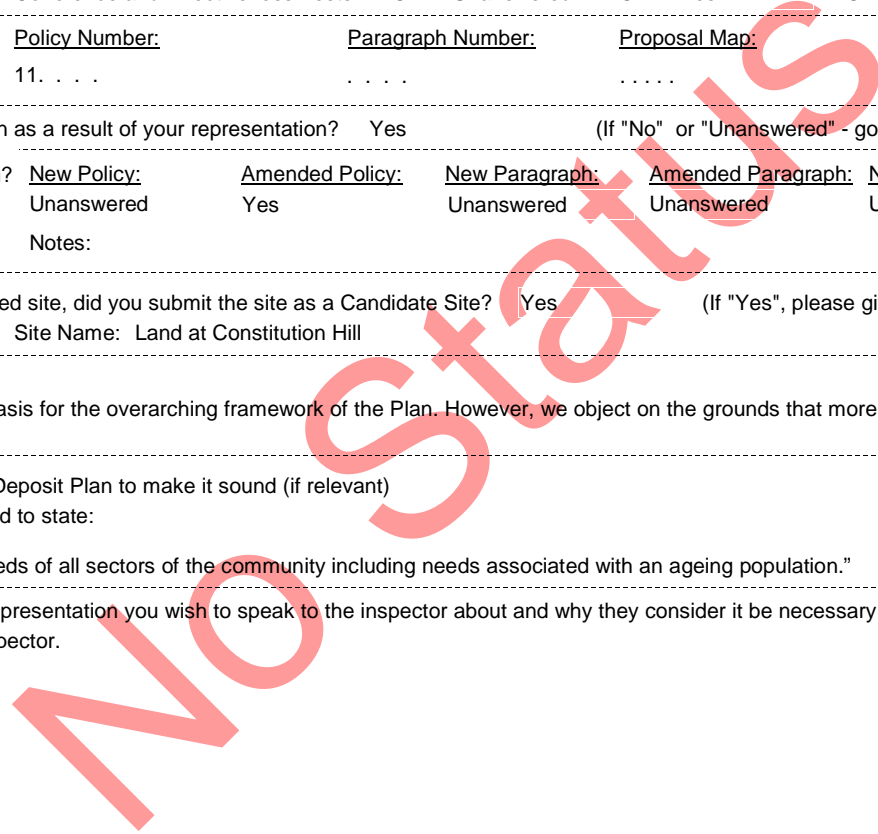 Policy Number: Paragraph Number: Proposal Map:
11. . . . . . . . . . . . .
as a result of your representation? Yes (If "No" or "Unanswered" - go
? New Policy: Amended Policy: New Paragraph: Amended Paragraph:
Unanswered Yes Unanswered Unanswered
Notes:
ed site, did you submit the site as a Candidate Site? Yes (If "Yes", please gi
Site Name: Land at Constitution Hill
asis for the overarching framework of the Plan. However, we object on the grounds that more
Deposit Plan to make it sound (if relevant)
d to state:
eds of all sectors of the community including needs associated with an ageing population.”
presentation you wish to speak to the inspector about and why they consider it be necessary
pector.
No Status